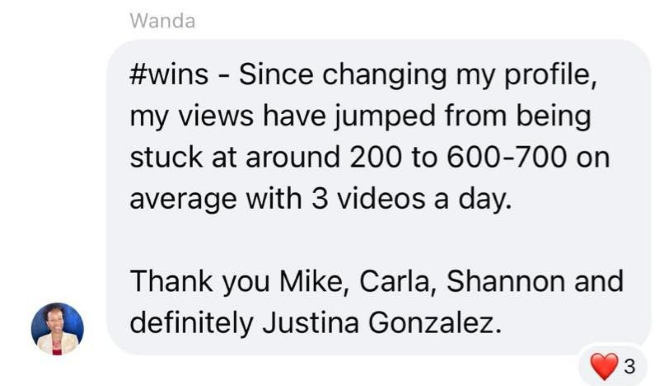 Wanda
#wins - Since changing my profile,
my views have jumped from being
stuck at around 200 to 600-700 on
average with 3 videos a day.
Thank you Mike, Carla, Shannon and
definitely Justina Gonzalez.
3